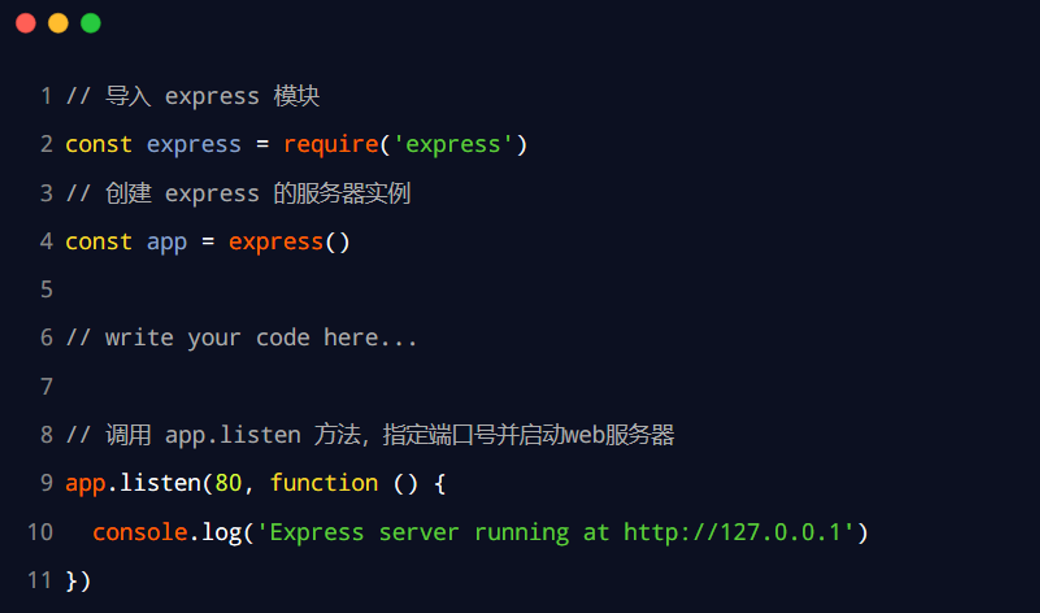 1 // 导入 express 模块
2 const express = require('express')
3 // 创建 express 的服务器实例
4 const app = express()
5
6 // write your code here...
7
8 // 调用 app.listen 方法，指定端口号并启动web服务器
9 app.listen(80, function () {
10   console.log('Express server running at http://127.0.0.1')
11 })